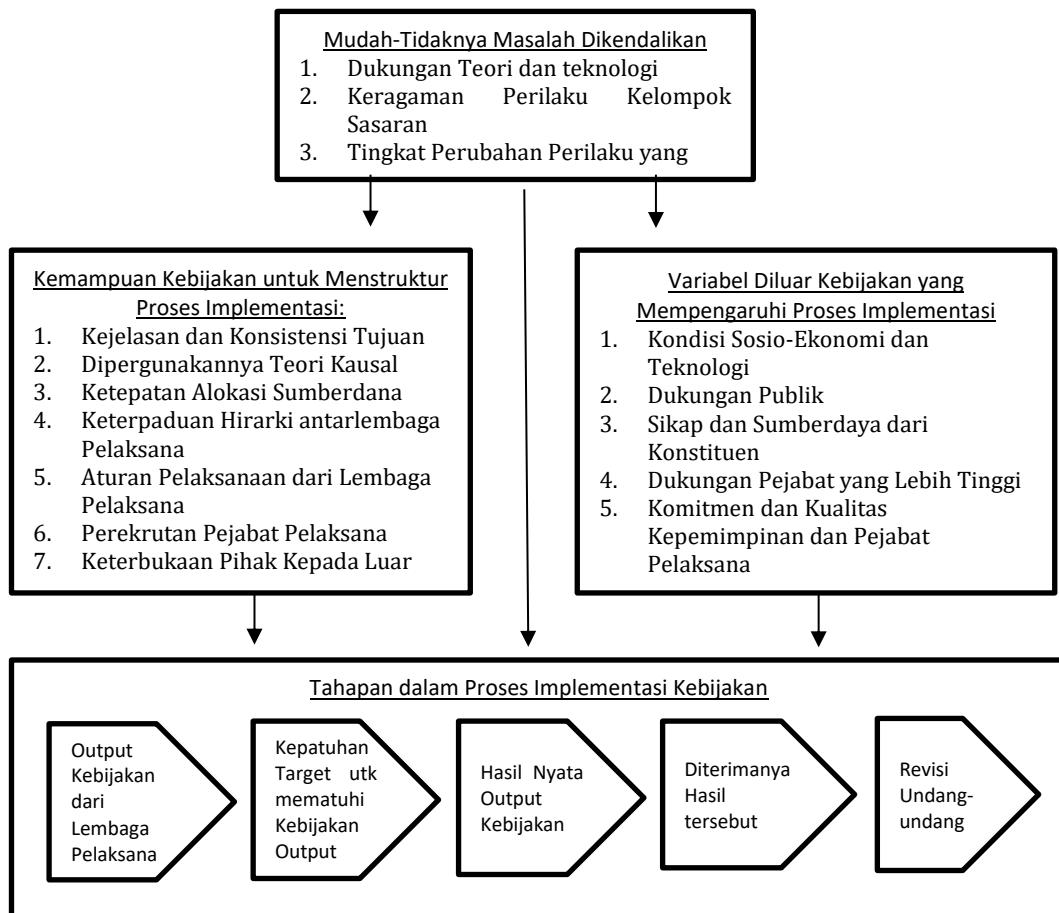 Mudah-Tidaknya Masalah Dikendalikan
1. Dukungan Teori dan teknologi
2. Keragaman Perilaku Kelompok
Sasaran
3. Tingkat Perubahan Perilaku yang
Kemampuan Kebijakan untuk Menstruktur
Proses Implementasi:
1. Kejelasan dan Konsistensi Tujuan
2. Dipergunakannya Teori Kausal
3. Ketepatan Alokasi Sumberdana
4. Keterpaduan Hirarki antarlembaga
Pelaksana
5. Aturan Pelaksanaan dari Lembaga
Pelaksana
6. Perekrutan Pejabat Pelaksana
7. Keterbukaan Pihak Kepada Luar
Variabel Diluar Kebijakan yang
Mempengaruhi Proses Implementasi
1. Kondisi Sosio-Ekonomi dan
Teknologi
2. Dukungan Publik
3. Sikap dan Sumberdaya dari
Konstituen
4. Dukungan Pejabat yang Lebih Tinggi
5. Komitmen dan Kualitas
Kepemimpinan dan Pejabat
Pelaksana
Tahapan dalam Proses Implementasi Kebijakan
Output
Kebijakan
dari
Lembaga
Pelaksana
Kepatuhan
Target utk
mematuhi
Kebijakan
Output
Hasil Nyata
Output
Kebijakan
Diterimanya
Hasil
tersebut
Revisi
Undang-
undang